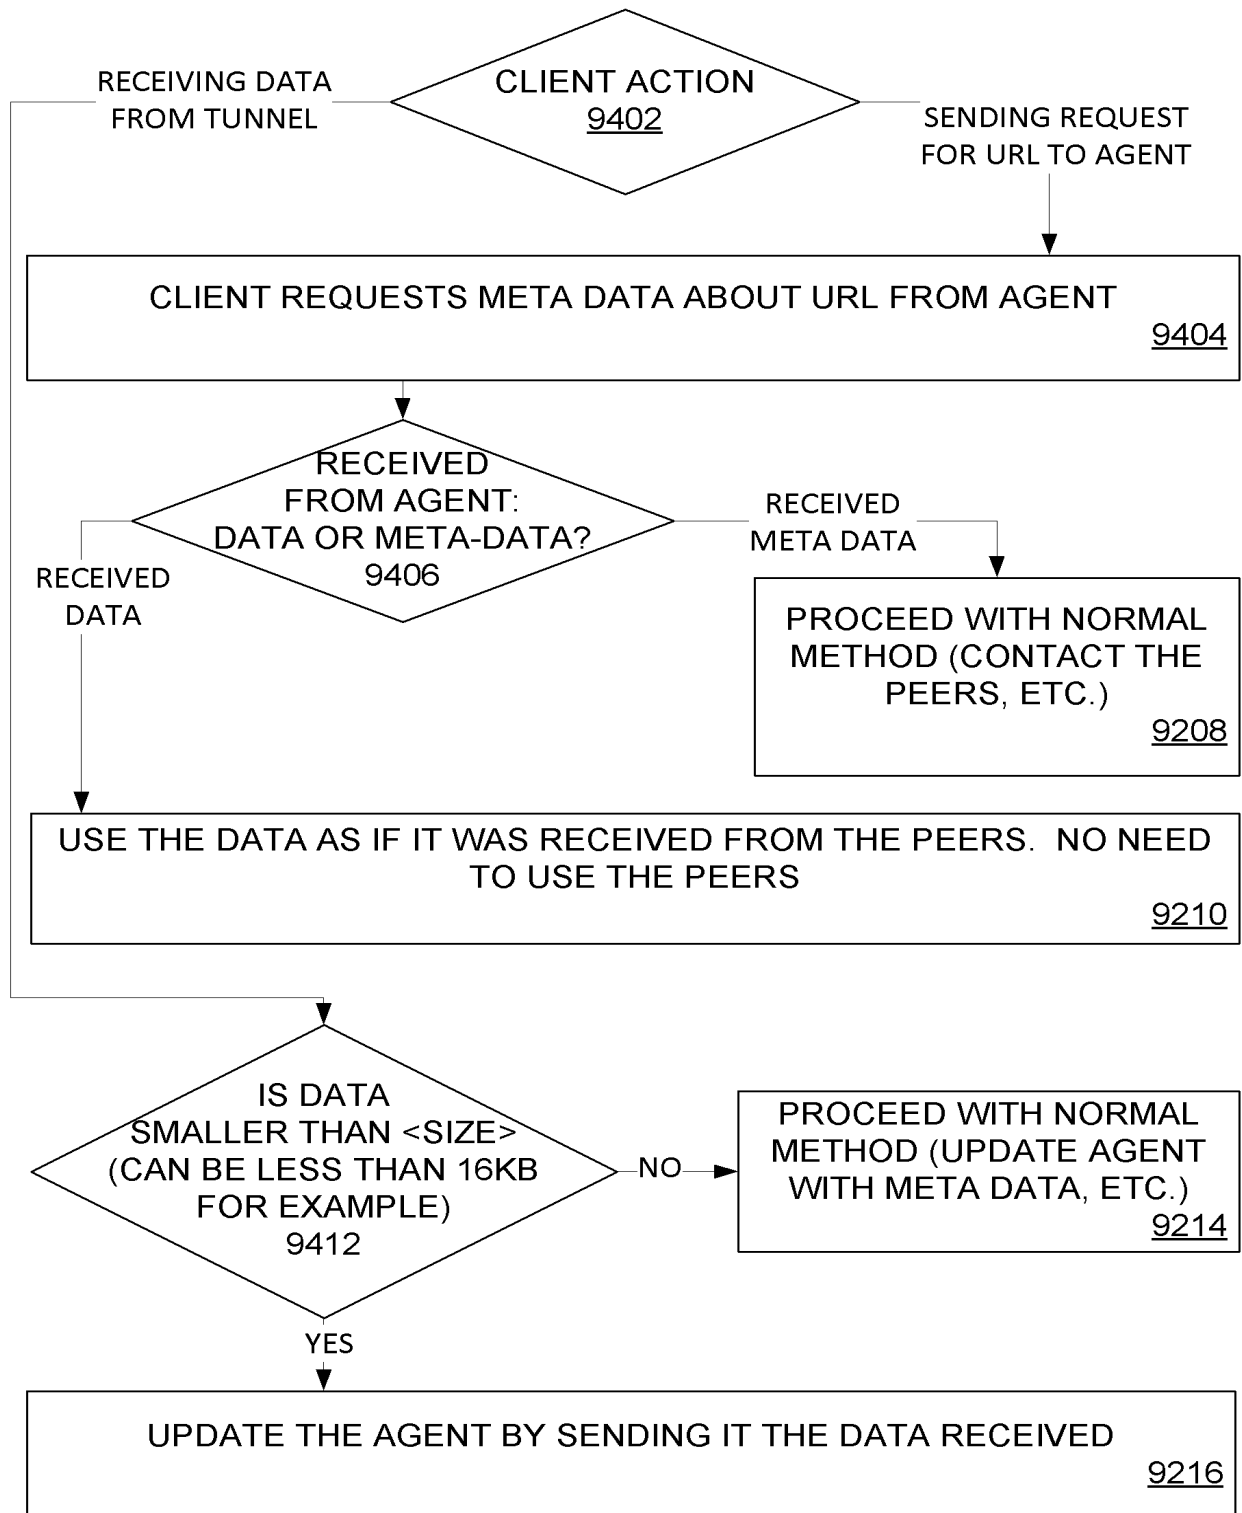 CLIENT ACTION
9402
RECEIVING DATA
FROM TUNNEL
SENDING REQUEST
FOR URL TO AGENT
CLIENT REQUESTS META DATA ABOUT URL FROM AGENT
9404
RECEIVED
FROM AGENT:
DATA OR META-DATA?
9406
RECEIVED
META DATA
RECEIVED
DATA
PROCEED WITH NORMAL
METHOD (CONTACT THE
PEERS, ETC.)
9208
USE THE DATA AS IF IT WAS RECEIVED FROM THE PEERS.  NO NEED
TO USE THE PEERS
9210
IS DATA
SMALLER THAN <SIZE>
(CAN BE LESS THAN 16KB
FOR EXAMPLE)
9412
NO
PROCEED WITH NORMAL
METHOD (UPDATE AGENT
WITH META DATA, ETC.)
9214
YES
UPDATE THE AGENT BY SENDING IT THE DATA RECEIVED
9216